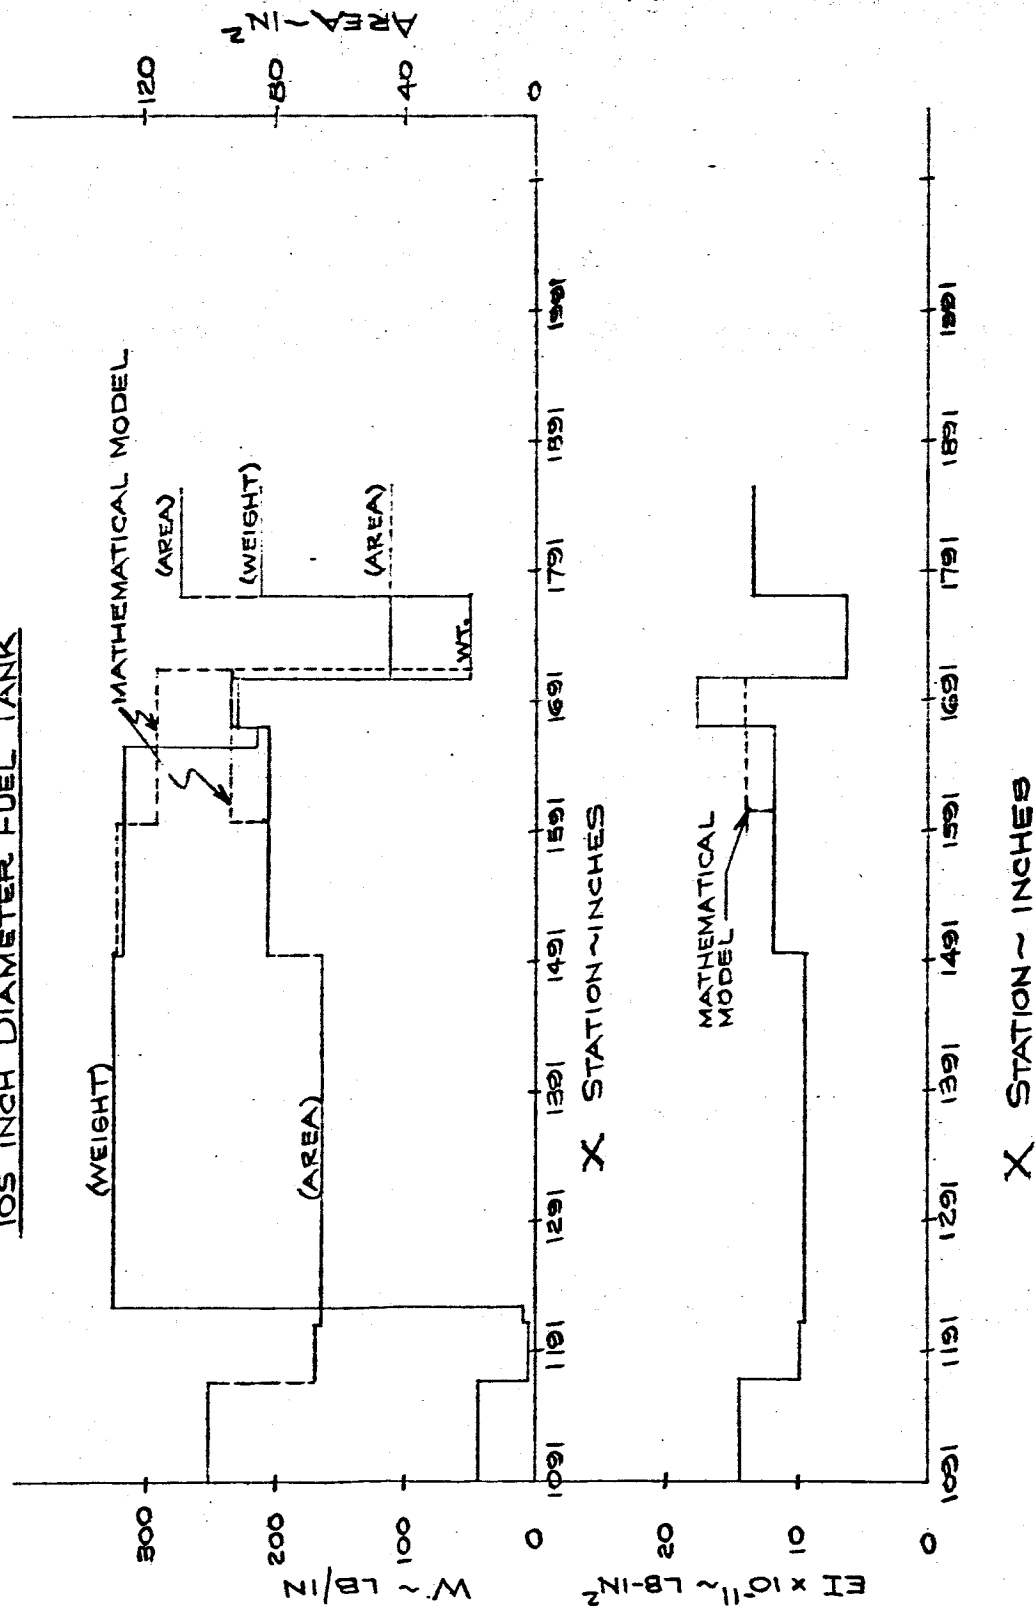 105 INCH DIAMETER FUEL TANK
W ~ LB/IN
300
200
100
0
AREA ~ IN²
120
80
40
0
MATHEMATICAL MODEL
(WEIGHT)
(AREA)
(AREA)
(WEIGHT)
(AREA)
WT.
1091 1191 1291 1391 1491 1591 1691 1791 1891 1991
X STATION ~ INCHES
EI × 10⁻¹¹ ~ LB-IN²
20
10
0
MATHEMATICAL
MODEL
1091 1191 1291 1391 1491 1591 1691 1791 1891 1991
X STATION ~ INCHES